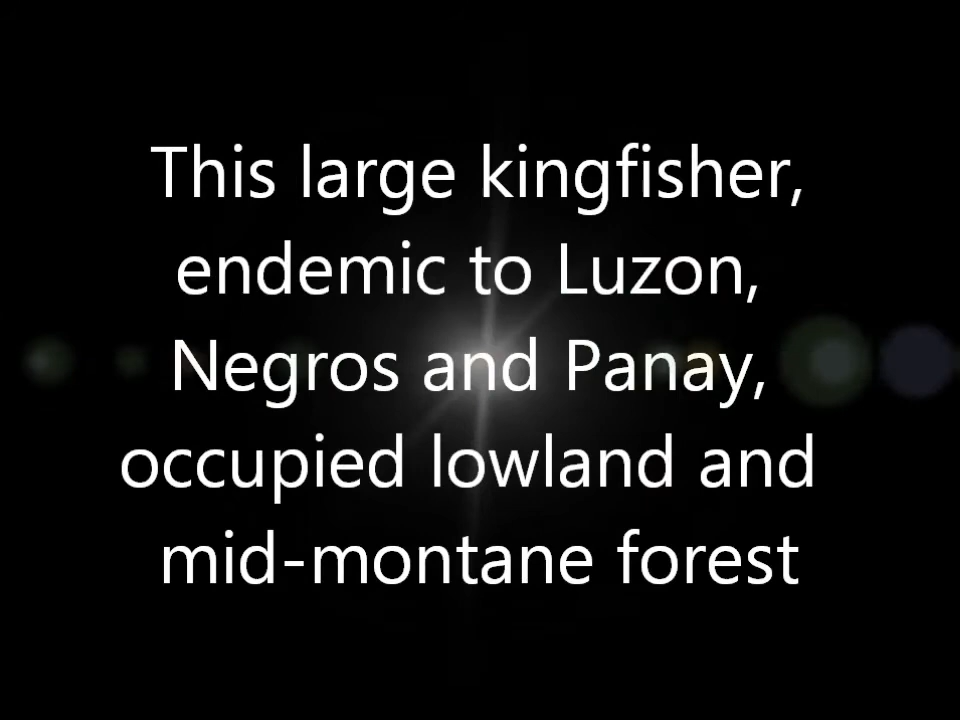 This large kingfisher,
endemic to Luzon,
Negros and Panay,
occupied lowland and
mid-montane forest